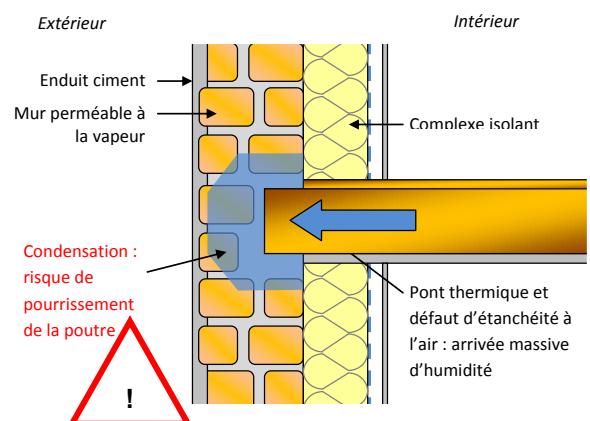 Extérieur
Intérieur
Enduit ciment
Mur perméable à
la vapeur
Complexe isolant
Condensation :
risque de
pourrissement
de la poutre
Pont thermique et
défaut d’étanchéité à
l’air : arrivée massive
d’humidité
!